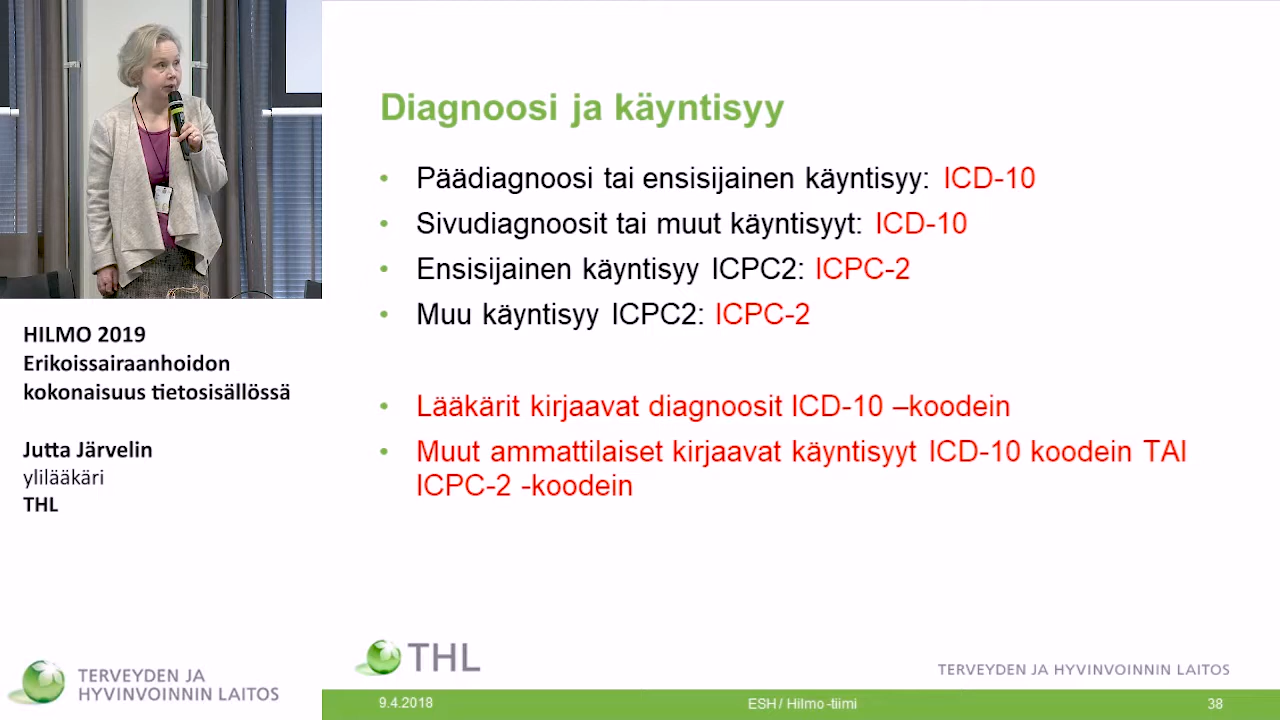 HILMO 2019
Erikoissairaanhoidon
kokonaisuus tietosisällössä
Jutta Järvelin
ylilääkäri
THL
TERVEYDEN JA
HYVINVOINNIN LAITOS
Diagnoosi ja käyntisyy
• Päädiagnoosi tai ensisijainen käyntisyy: ICD-10
• Sivudiagnoosit tai muut käyntisyyt: ICD-10
• Ensisijainen käyntisyy ICPC2: ICPC-2
• Muu käyntisyy ICPC2: ICPC-2
• Lääkärit kirjaavat diagnoosit ICD-10 –koodein
• Muut ammattilaiset kirjaavat käyntisyyt ICD-10 koodein TAI
ICPC-2 -koodein
THL
TERVEYDEN JA HYVINVOINNIN LAITOS
9.4.2018
ESH / Hilmo -tiimi
38